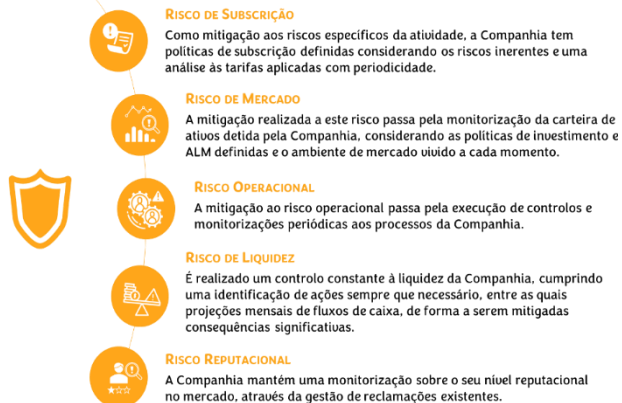 Risco de Subscrição
Como mitigação aos riscos específicos da atividade, a Companhia tem
políticas de subscrição definidas considerando os riscos inerentes e uma
análise às tarifas aplicadas com periodicidade.
Risco de Mercado
A mitigação realizada a este risco passa pela monitorização da carteira de
ativos detida pela Companhia, considerando as políticas de investimento e
ALM definidas e o ambiente de mercado vivido a cada momento.
Risco Operacional
A mitigação ao risco operacional passa pela execução de controlos e
monitorizações periódicas aos processos da Companhia.
Risco de Liquidez
É realizado um controlo constante à liquidez da Companhia, cumprindo
uma identificação de ações sempre que necessário, entre as quais
projeções mensais de fluxos de caixa, de forma a serem mitigadas
consequências significativas.
Risco Reputacional
A Companhia mantém uma monitorização sobre o seu nível reputacional
no mercado, através da gestão de reclamações existentes.